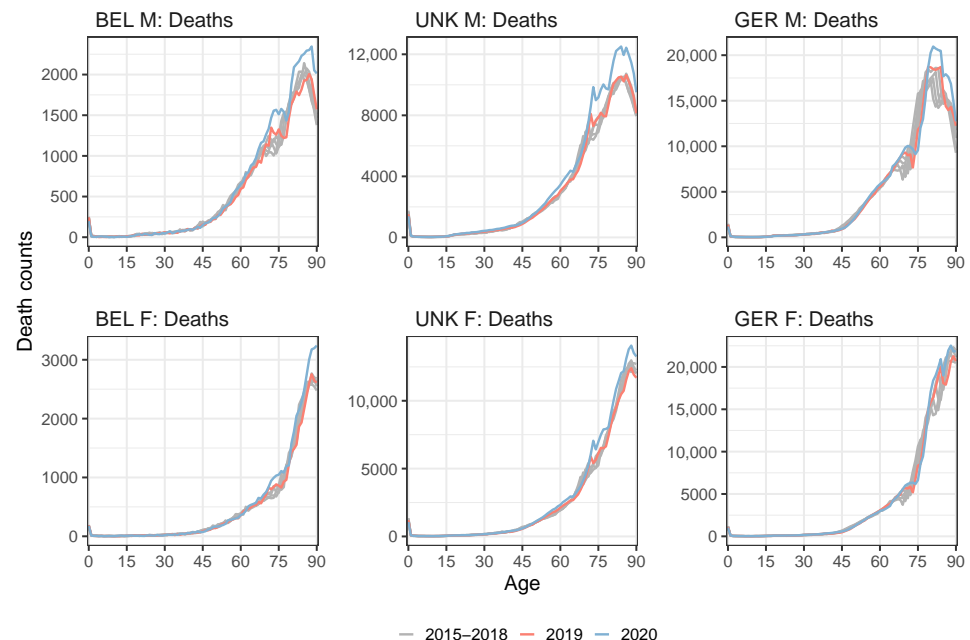 BEL M: Deaths
UNK M: Deaths
GER M: Deaths
2000
1500
1000
500
0
12,000
8000
4000
0
20,000
15,000
10,000
5,000
0
0 15 30 45 60 75 90
0 15 30 45 60 75 90
0 15 30 45 60 75 90
Death counts
BEL F: Deaths
UNK F: Deaths
GER F: Deaths
3000
2000
1000
0
10,000
5000
0
20,000
15,000
10,000
5000
0
0 15 30 45 60 75 90
0 15 30 45 60 75 90
0 15 30 45 60 75 90
Age
2015–2018 2019 2020